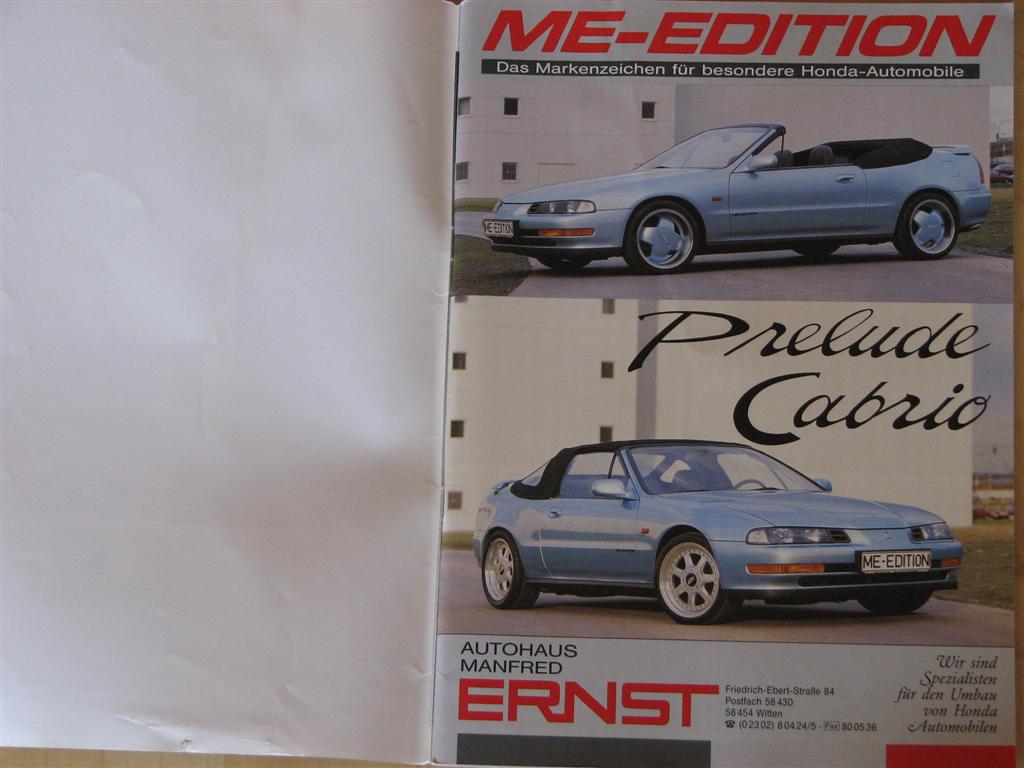 ME-EDITION
Das Markenzeichen für besondere Honda-Automobile
ME-EDITION
Prelude
Cabrio
ME-EDITION
AUTOHAUS
MANFRED
ERNST
Friedrich-Ebert-Straße 84
Postfach 58 430
58 454 Witten
☎ (0 23 02) 8 04 24/5 - Fax 80 05 36
Wir sind
Spezialisten
für den Umbau
von Honda
Automobilen